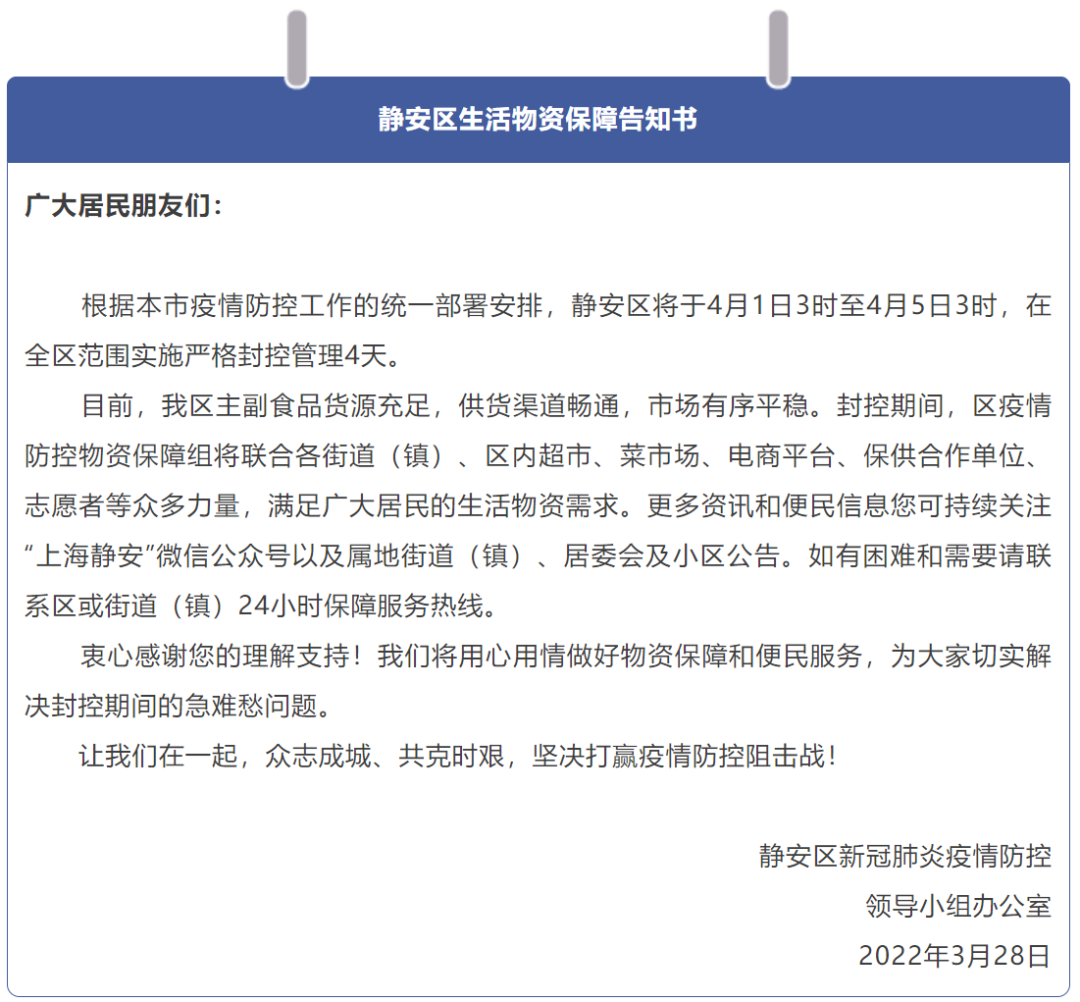 静安区生活物资保障告知书
广大居民朋友们：
根据本市疫情防控工作的统一部署安排，静安区将于4月1日3时至4月5日3时，在
全区范围实施严格封控管理4天。
目前，我区主副食品货源充足，供货渠道畅通，市场有序平稳。封控期间，区疫情
防控物资保障组将联合各街道（镇）、区内超市、菜市场、电商平台、保供合作单位、
志愿者等众多力量，满足广大居民的生活物资需求。更多资讯和便民信息您可持续关注
“上海静安”微信公众号以及属地街道（镇）、居委会及小区公告。如有困难和需要请联
系区或街道（镇）24小时保障服务热线。
衷心感谢您的理解支持！我们将用心用情做好物资保障和便民服务，为大家切实解
决封控期间的急难愁问题。
让我们在一起，众志成城、共克时艰，坚决打赢疫情防控阻击战！
静安区新冠肺炎疫情防控
领导小组办公室
2022年3月28日